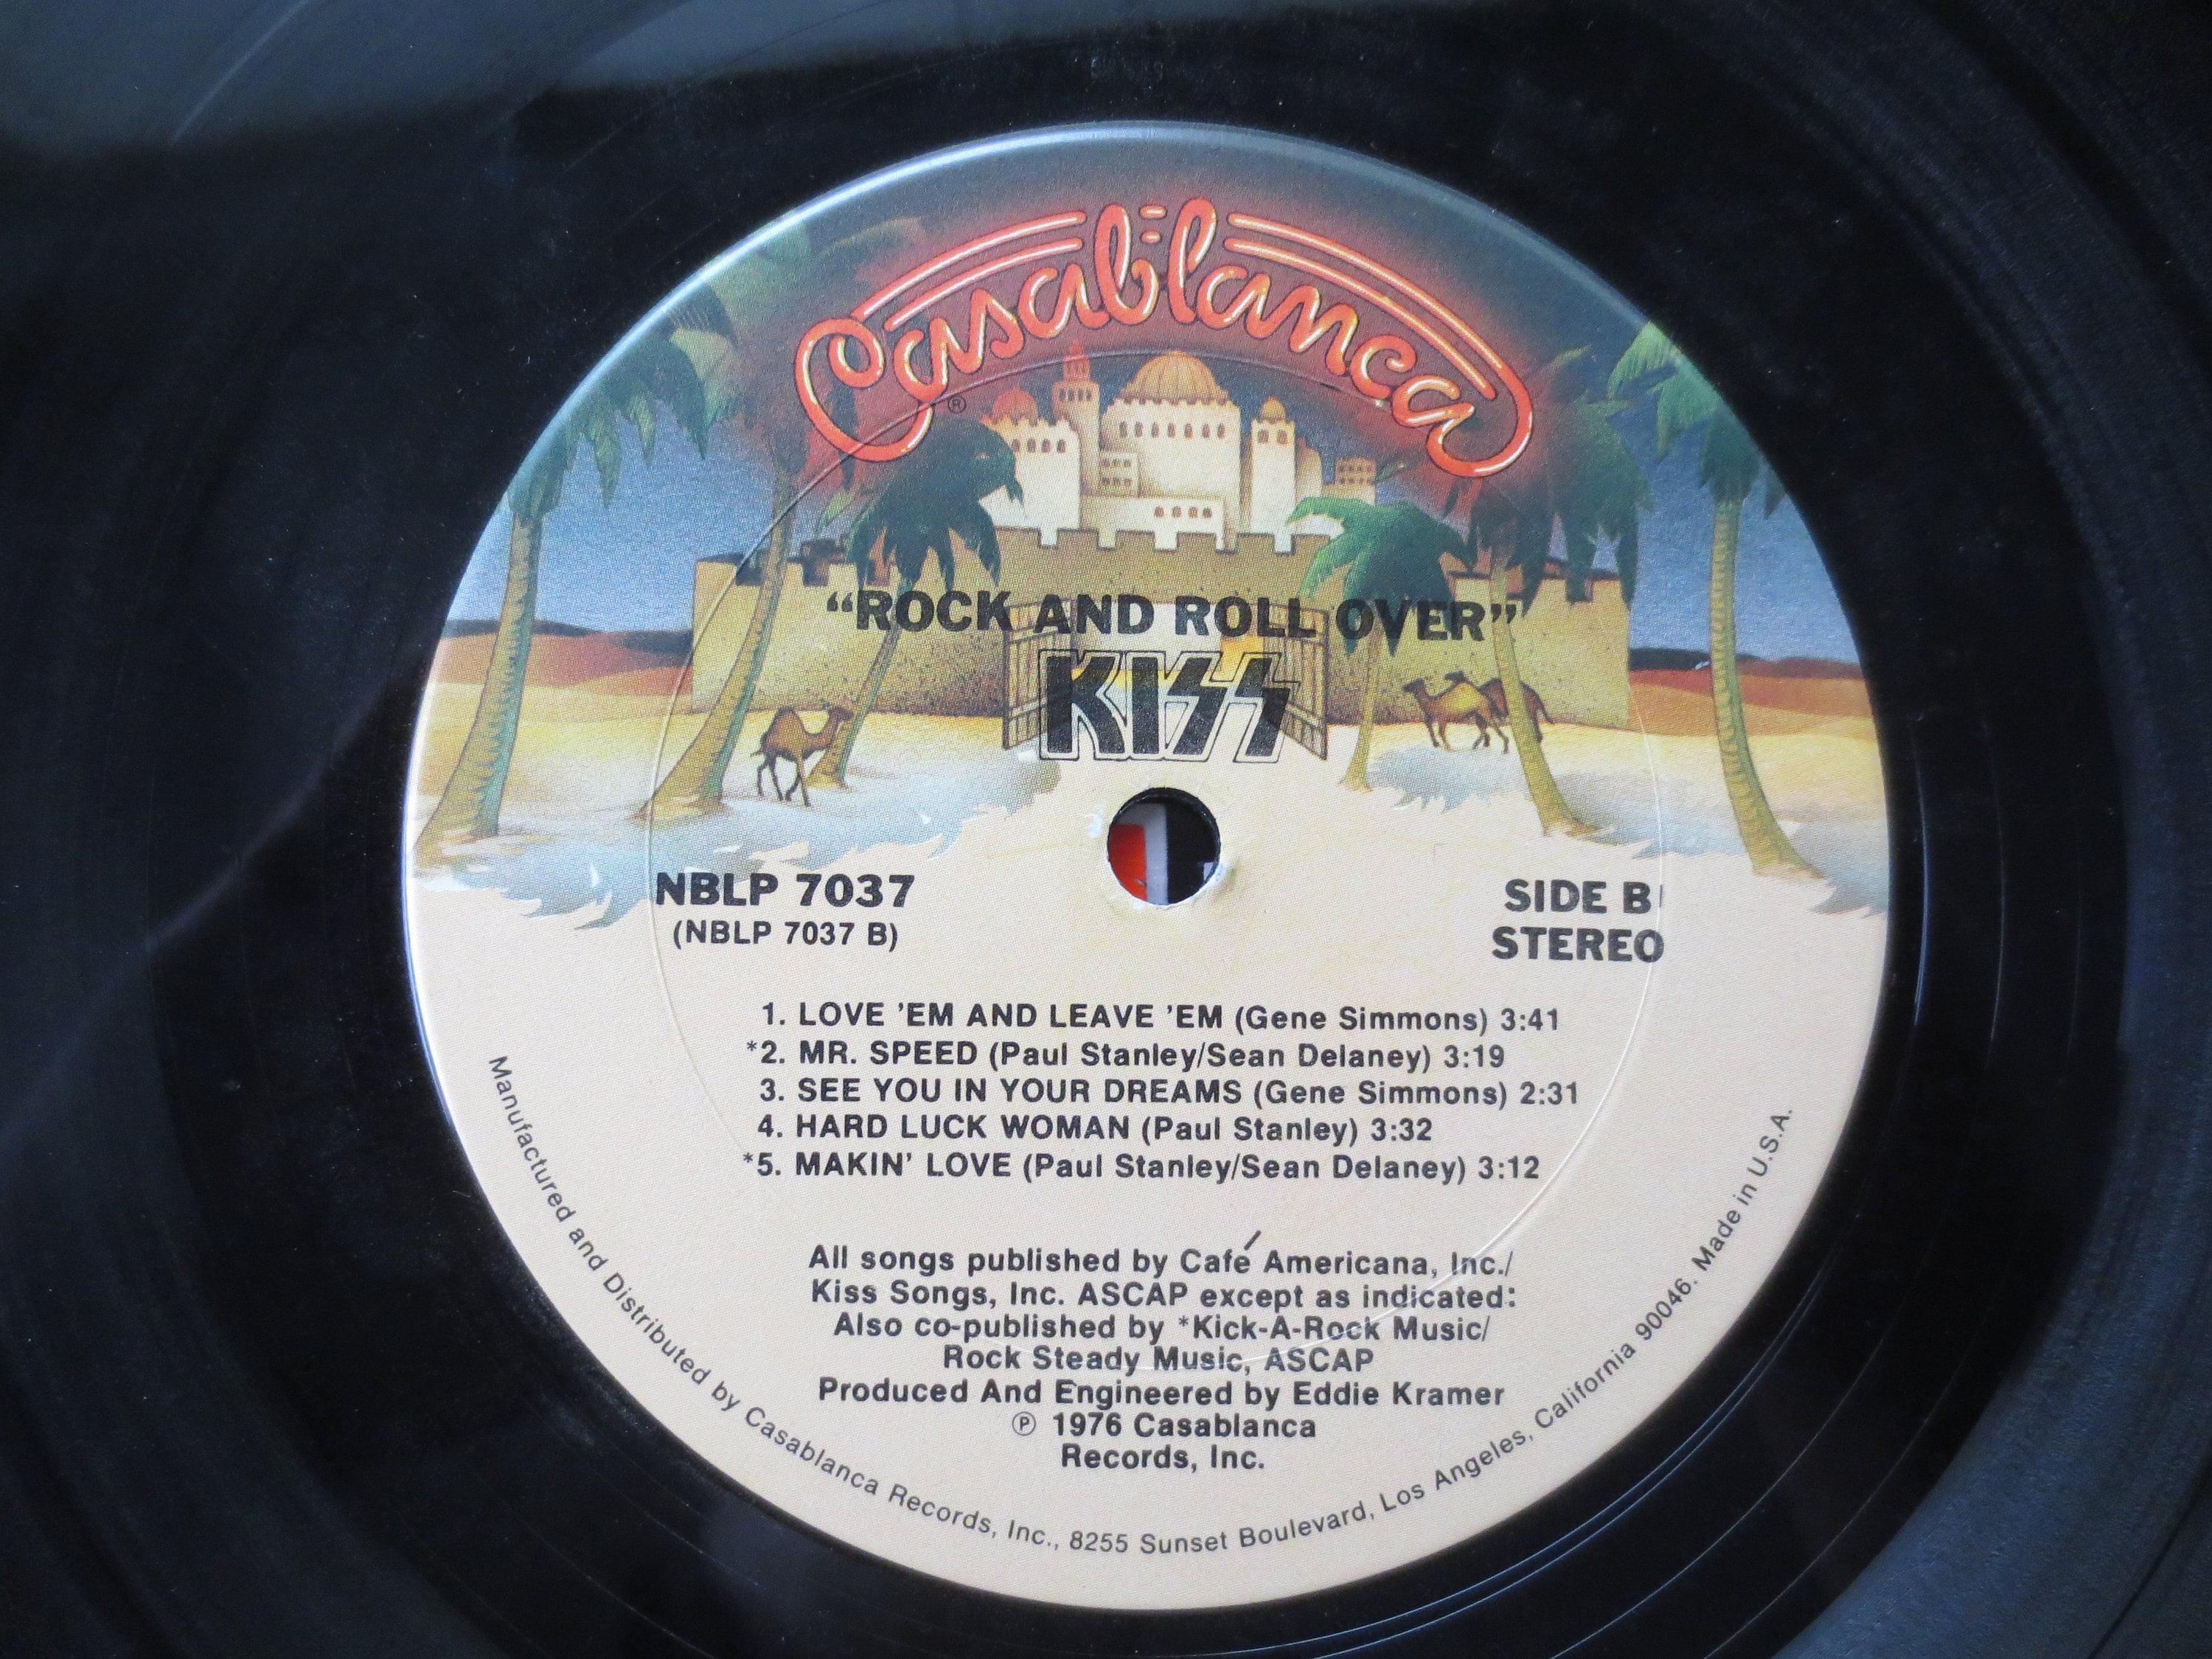 Casablanca
®
“ROCK AND ROLL OVER”
KISS
NBLP 7037
(NBLP 7037 B)
SIDE B
STEREO
1. LOVE ’EM AND LEAVE ’EM (Gene Simmons) 3:41
*2. MR. SPEED (Paul Stanley/Sean Delaney) 3:19
3. SEE YOU IN YOUR DREAMS (Gene Simmons) 2:31
4. HARD LUCK WOMAN (Paul Stanley) 3:32
*5. MAKIN’ LOVE (Paul Stanley/Sean Delaney) 3:12
All songs published by Café Americana, Inc./
Kiss Songs, Inc. ASCAP except as indicated:
Also co-published by *Kick-A-Rock Music/
Rock Steady Music, ASCAP
Produced And Engineered by Eddie Kramer
℗ 1976 Casablanca
Records, Inc.
Manufactured and Distributed by Casablanca Records, Inc., 8255 Sunset Boulevard, Los Angeles, California 90046. Made in U.S.A.